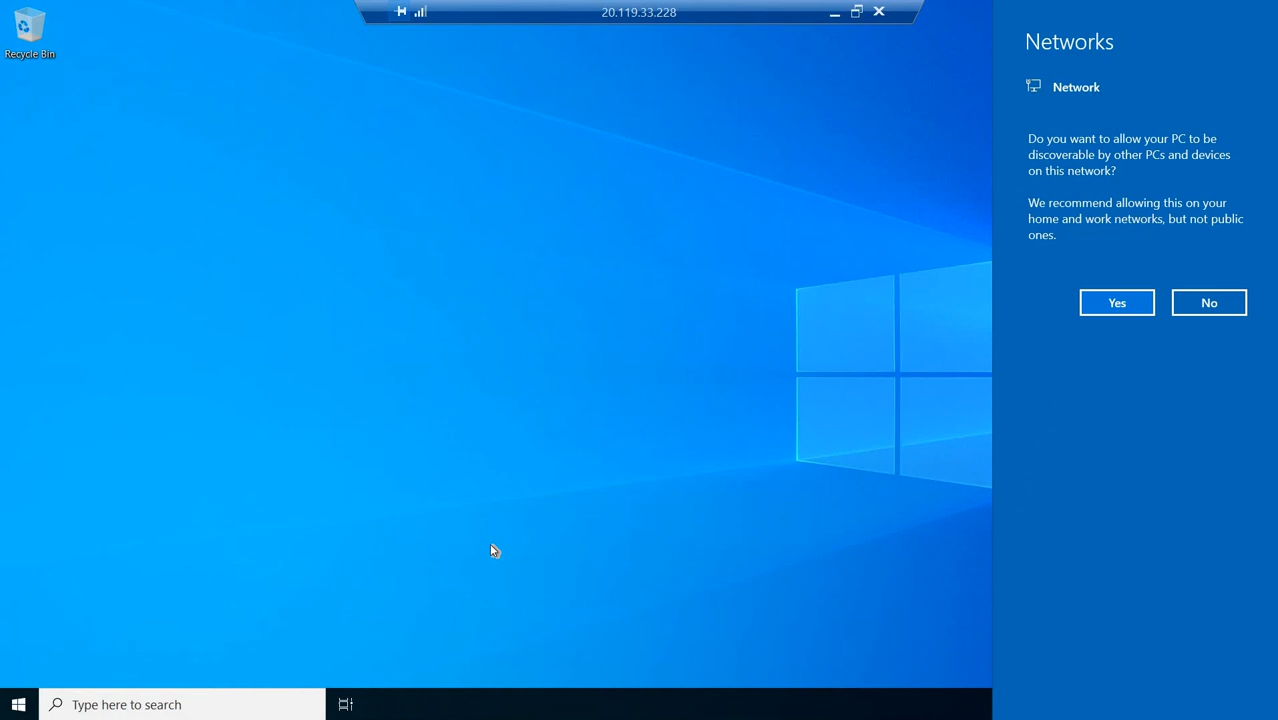 20.119.33.228
Recycle Bin
Networks
Network
Do you want to allow your PC to be
discoverable by other PCs and devices
on this network?
We recommend allowing this on your
home and work networks, but not public
ones.
Yes
No
Type here to search